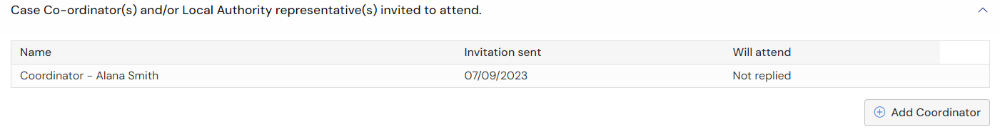 Case Co-ordinator(s) and/or Local Authority representative(s) invited to attend.
Name Invitation sent Will attend
Coordinator - Alana Smith 07/09/2023 Not replied
Add Coordinator